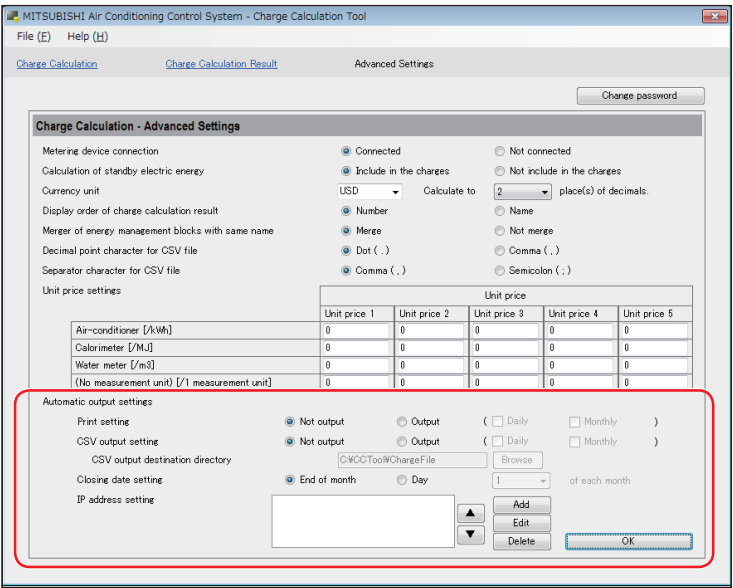 MITSUBISHI Air Conditioning Control System - Charge Calculation Tool
File (F) Help (H)
Charge Calculation Charge Calculation Result Advanced Settings
Change password
Charge Calculation - Advanced Settings
Metering device connection Connected Not connected
Calculation of standby electric energy Include in the charges Not include in the charges
Currency unit USD Calculate to 2 place(s) of decimals.
Display order of charge calculation result Number Name
Merger of energy management blocks with same name Merge Not merge
Decimal point character for CSV file Dot ( . ) Comma ( , )
Separator character for CSV file Comma ( , ) Semicolon ( ; )
Unit price settings Unit price
Unit price 1 Unit price 2 Unit price 3 Unit price 4 Unit price 5
Air-conditioner [/kWh] 0 0 0 0 0
Calorimeter [/MJ] 0 0 0 0 0
Water meter [/m3] 0 0 0 0 0
(No measurement unit) [/1 measurement unit] 0 0 0 0 0
Automatic output settings
Print setting Not output Output ( Daily Monthly )
CSV output setting Not output Output ( Daily Monthly )
CSV output destination directory C:¥CCTool¥ChargeFile Browse
Closing date setting End of month Day 1 of each month
IP address setting Add
Edit
Delete OK